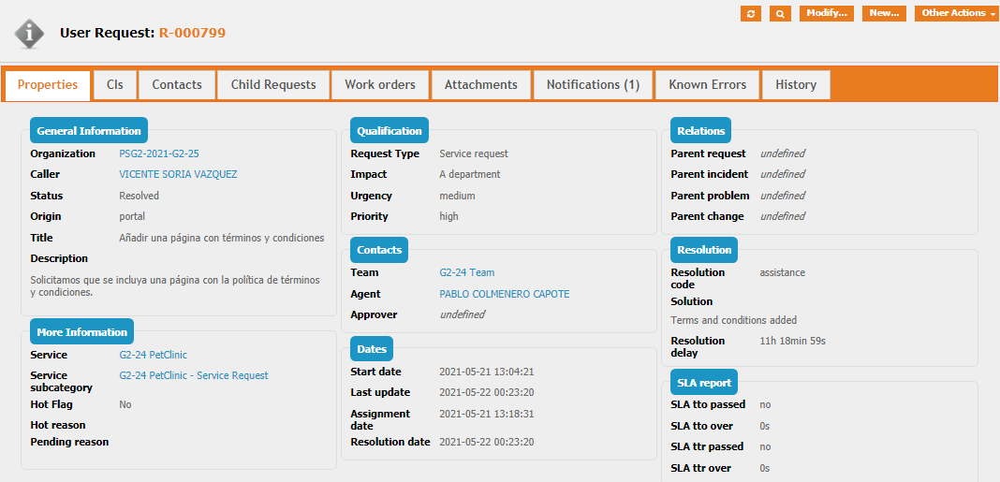 Modify...
New...
Other Actions
User Request: R-000799
Properties
CIs
Contacts
Child Requests
Work orders
Attachments
Notifications (1)
Known Errors
History
General Information
Organization PSG2-2021-G2-25
Caller VICENTE SORIA VAZQUEZ
Status Resolved
Origin portal
Title Añadir una página con términos y condiciones
Description
Solicitamos que se incluya una página con la política de términos
y condiciones.
More Information
Service G2-24 PetClinic
Service
subcategory
G2-24 PetClinic - Service Request
Hot Flag No
Hot reason
Pending reason
Qualification
Request Type Service request
Impact A department
Urgency medium
Priority high
Contacts
Team G2-24 Team
Agent PABLO COLMENERO CAPOTE
Approver undefined
Dates
Start date 2021-05-21 13:04:21
Last update 2021-05-22 00:23:20
Assignment
date
2021-05-21 13:18:31
Resolution date 2021-05-22 00:23:20
Relations
Parent request undefined
Parent incident undefined
Parent problem undefined
Parent change undefined
Resolution
Resolution
code
assistance
Solution
Terms and conditions added
Resolution
delay
11h 18min 59s
SLA report
SLA tto passed no
SLA tto over 0s
SLA ttr passed no
SLA ttr over 0s